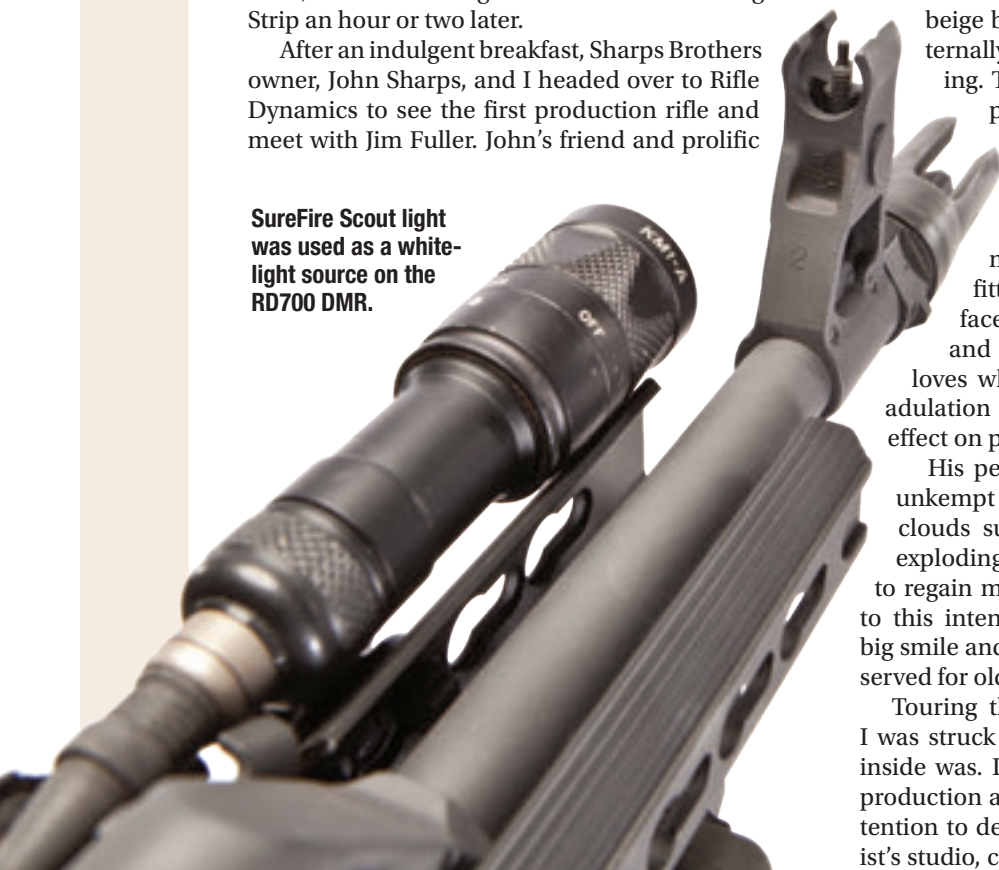 Strip an hour or two later.
After an indulgent breakfast, Sharps Brothers
owner, John Sharps, and I headed over to Rifle
Dynamics to see the first production rifle and
meet with Jim Fuller. John's friend and prolific
SureFire Scout light
was used as a white-
light source on the
RD700 DMR.
KM1-A
OFF
2
beige b
ternally
ing. T
p
n
fitt
face
and
loves wh
adulation
effect on p
His pe
unkempt
clouds su
exploding
to regain m
to this inten
big smile and
served for old
Touring th
I was struck
inside was. I
production a
tention to de
ist's studio, c